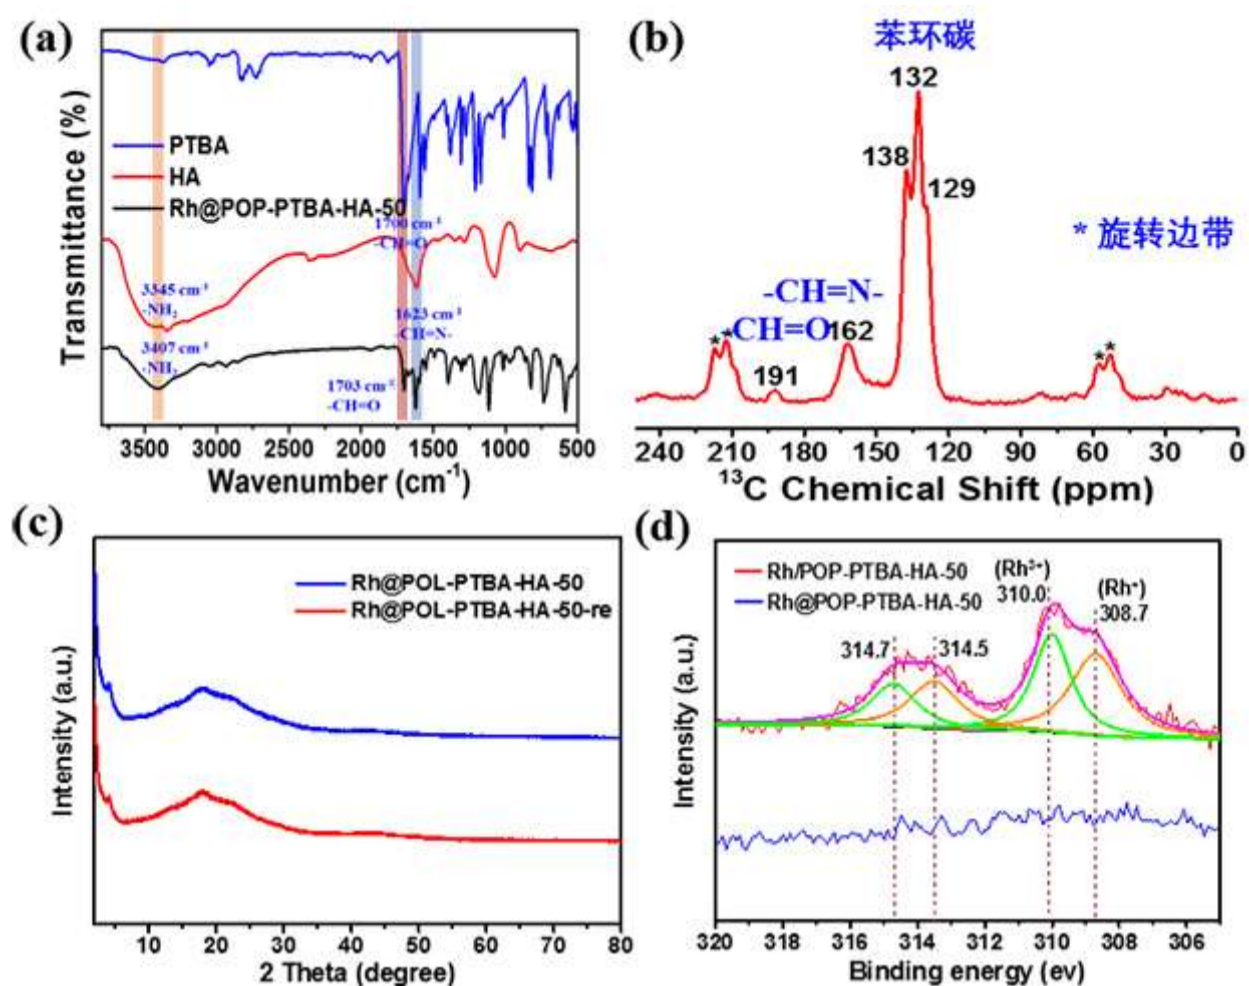 (a)
Transmittance (%)
PTBA
HA
Rh@POP-PTBA-HA-50
1700 cm⁻¹
-CH=O
3345 cm⁻¹
-NH₂
1623 cm⁻¹
-CH=N-
3407 cm⁻¹
-NH₂
1703 cm⁻¹
-CH=O
3500 3000 2500 2000 1500 1000 500
Wavenumber (cm⁻¹)
(b)
苯环碳
132
138
129
* 旋转边带
-CH=N-
-CH=O
162
191
* *
* *
240 210 180 150 120 90 60 30 0
¹³C Chemical Shift (ppm)
(c)
Intensity (a.u.)
Rh@POL-PTBA-HA-50
Rh@POL-PTBA-HA-50-re
10 20 30 40 50 60 70 80
2 Theta (degree)
(d)
Intensity (a.u.)
Rh/POP-PTBA-HA-50
Rh@POP-PTBA-HA-50
(Rh³⁺)
310.0
(Rh⁺)
308.7
314.7
314.5
320 318 316 314 312 310 308 306
Binding energy (ev)